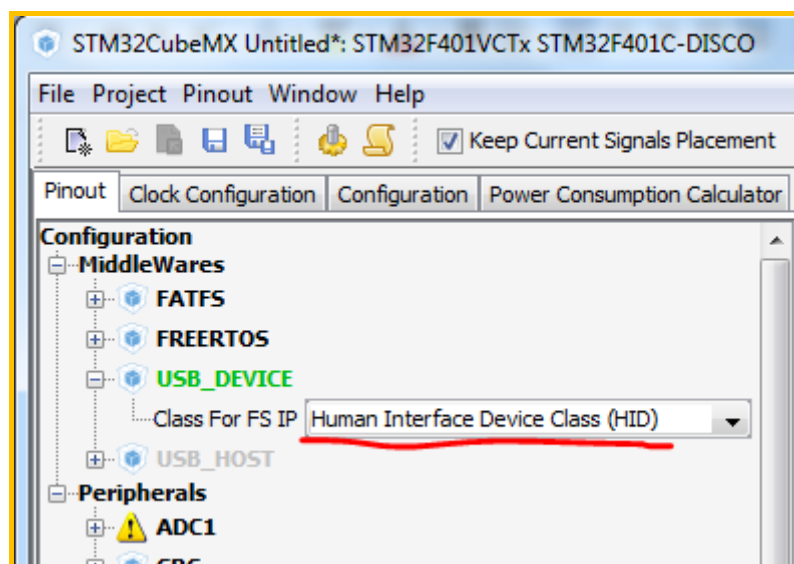 STM32CubeMX Untitled*: STM32F401VCTx STM32F401C-DISCO
File Project Pinout Window Help
Keep Current Signals Placement
Pinout Clock Configuration Configuration Power Consumption Calculator
Configuration
MiddleWares
FATFS
FREERTOS
USB_DEVICE
Class For FS IP Human Interface Device Class (HID)
USB_HOST
Peripherals
ADC1